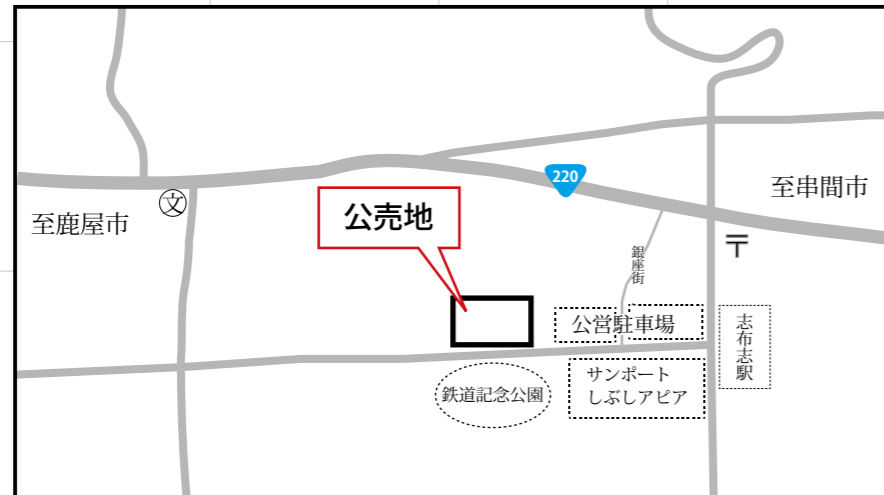 220
至串間市
文
公売地
至鹿屋市
〒
銀座街
公営駐車場
志布志駅
サンポート
しぶしアピア
鉄道記念公園